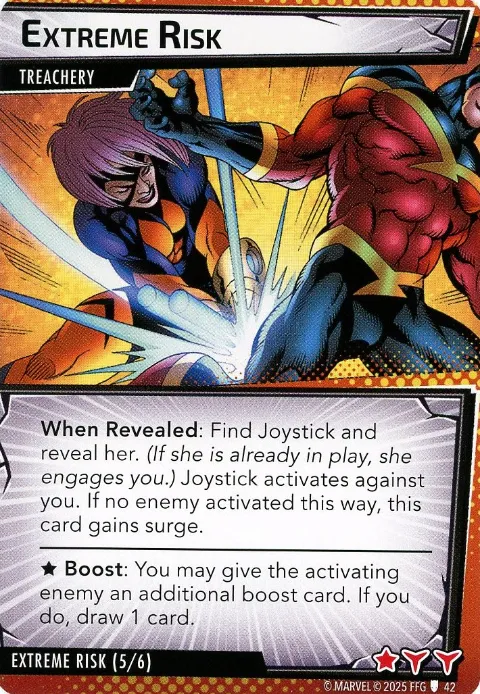 EXTREME RISK
TREACHERY
When Revealed: Find Joystick and
reveal her. (If she is already in play, she
engages you.) Joystick activates against
you. If no enemy activated this way, this
card gains surge.
★ Boost: You may give the activating
enemy an additional boost card. If you
do, draw 1 card.
EXTREME RISK (5/6)
© MARVEL © 2025 FFG 42